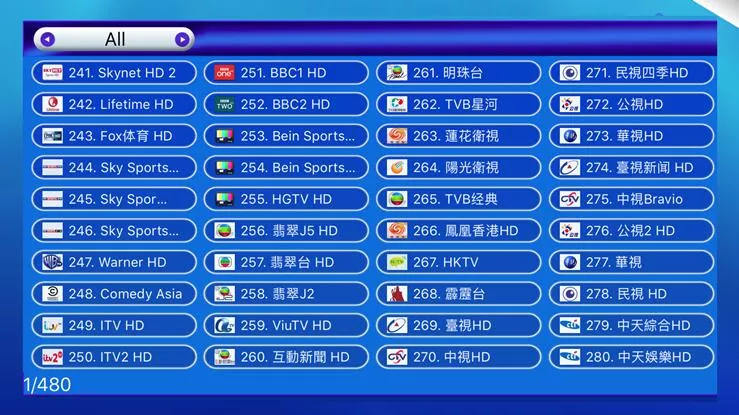 All
241. Skynet HD 2
242. Lifetime HD
243. Fox体育 HD
244. Sky Sports...
245. Sky Spor...
246. Sky Sports...
247. Warner HD
248. Comedy Asia
249. ITV HD
250. ITV2 HD
251. BBC1 HD
252. BBC2 HD
253. Bein Sports...
254. Bein Sports...
255. HGTV HD
256. 翡翠J5 HD
257. 翡翠台 HD
258. 翡翠J2
259. ViuTV HD
260. 互動新聞 HD
261. 明珠台
262. TVB星河
263. 蓮花衛視
264. 陽光衛視
265. TVB经典
266. 鳳凰香港HD
267. HKTV
268. 霹靂台
269. 臺視HD
270. 中視HD
271. 民視四季HD
272. 公視HD
273. 華視HD
274. 臺視新闻 HD
275. 中視Bravio
276. 公視2 HD
277. 華視
278. 民視 HD
279. 中天綜合HD
280. 中天娛樂HD
1/480